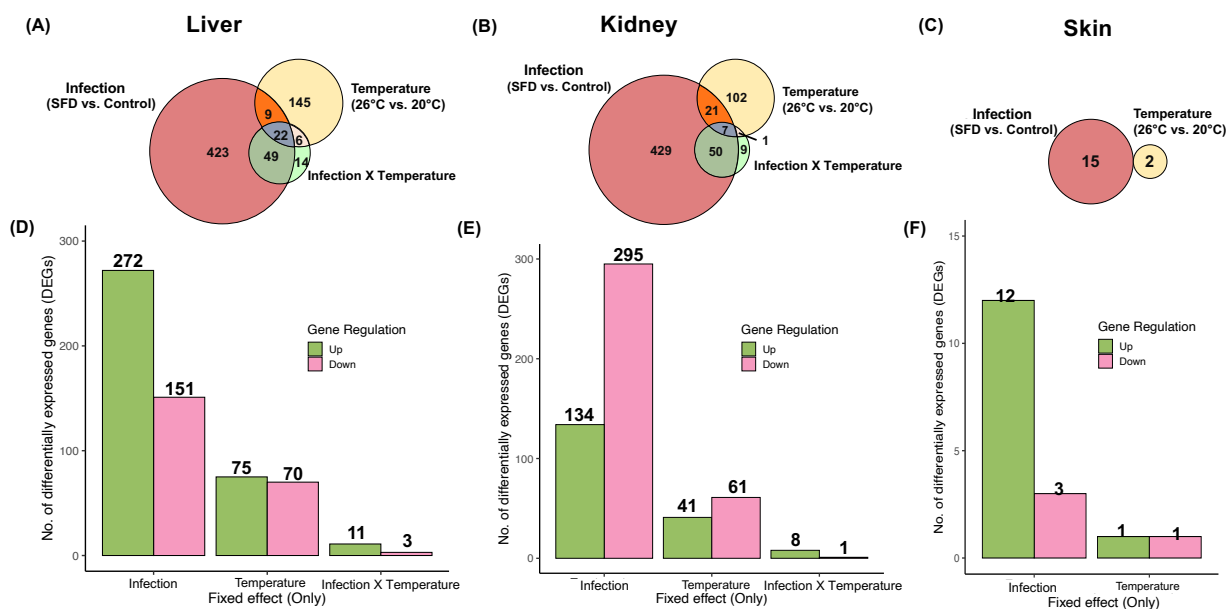 (A) Liver
Infection
(SFD vs. Control)
Temperature
(26°C vs. 20°C)
145
9
22
6
423
49
14
Infection X Temperature
(B) Kidney
Infection
(SFD vs. Control)
Temperature
(26°C vs. 20°C)
102
21
7
1
429
50
9
Infection X Temperature
(C) Skin
Infection
(SFD vs. Control)
Temperature
(26°C vs. 20°C)
15
2
(D)
No. of differentially expressed genes (DEGs)
300
200
100
0
272
151
75
70
11
3
Gene Regulation
Up
Down
Infection
Temperature
Infection X Temperature
Fixed effect (Only)
(E)
No. of differentially expressed genes (DEGs)
300
200
100
0
134
295
41
61
8
1
Gene Regulation
Up
Down
Infection
Temperature
Infection X Temperature
Fixed effect (Only)
(F)
No. of differentially expressed genes (DEGs)
15
10
5
0
12
3
1
1
Gene Regulation
Up
Down
Infection
Temperature
Fixed effect (Only)